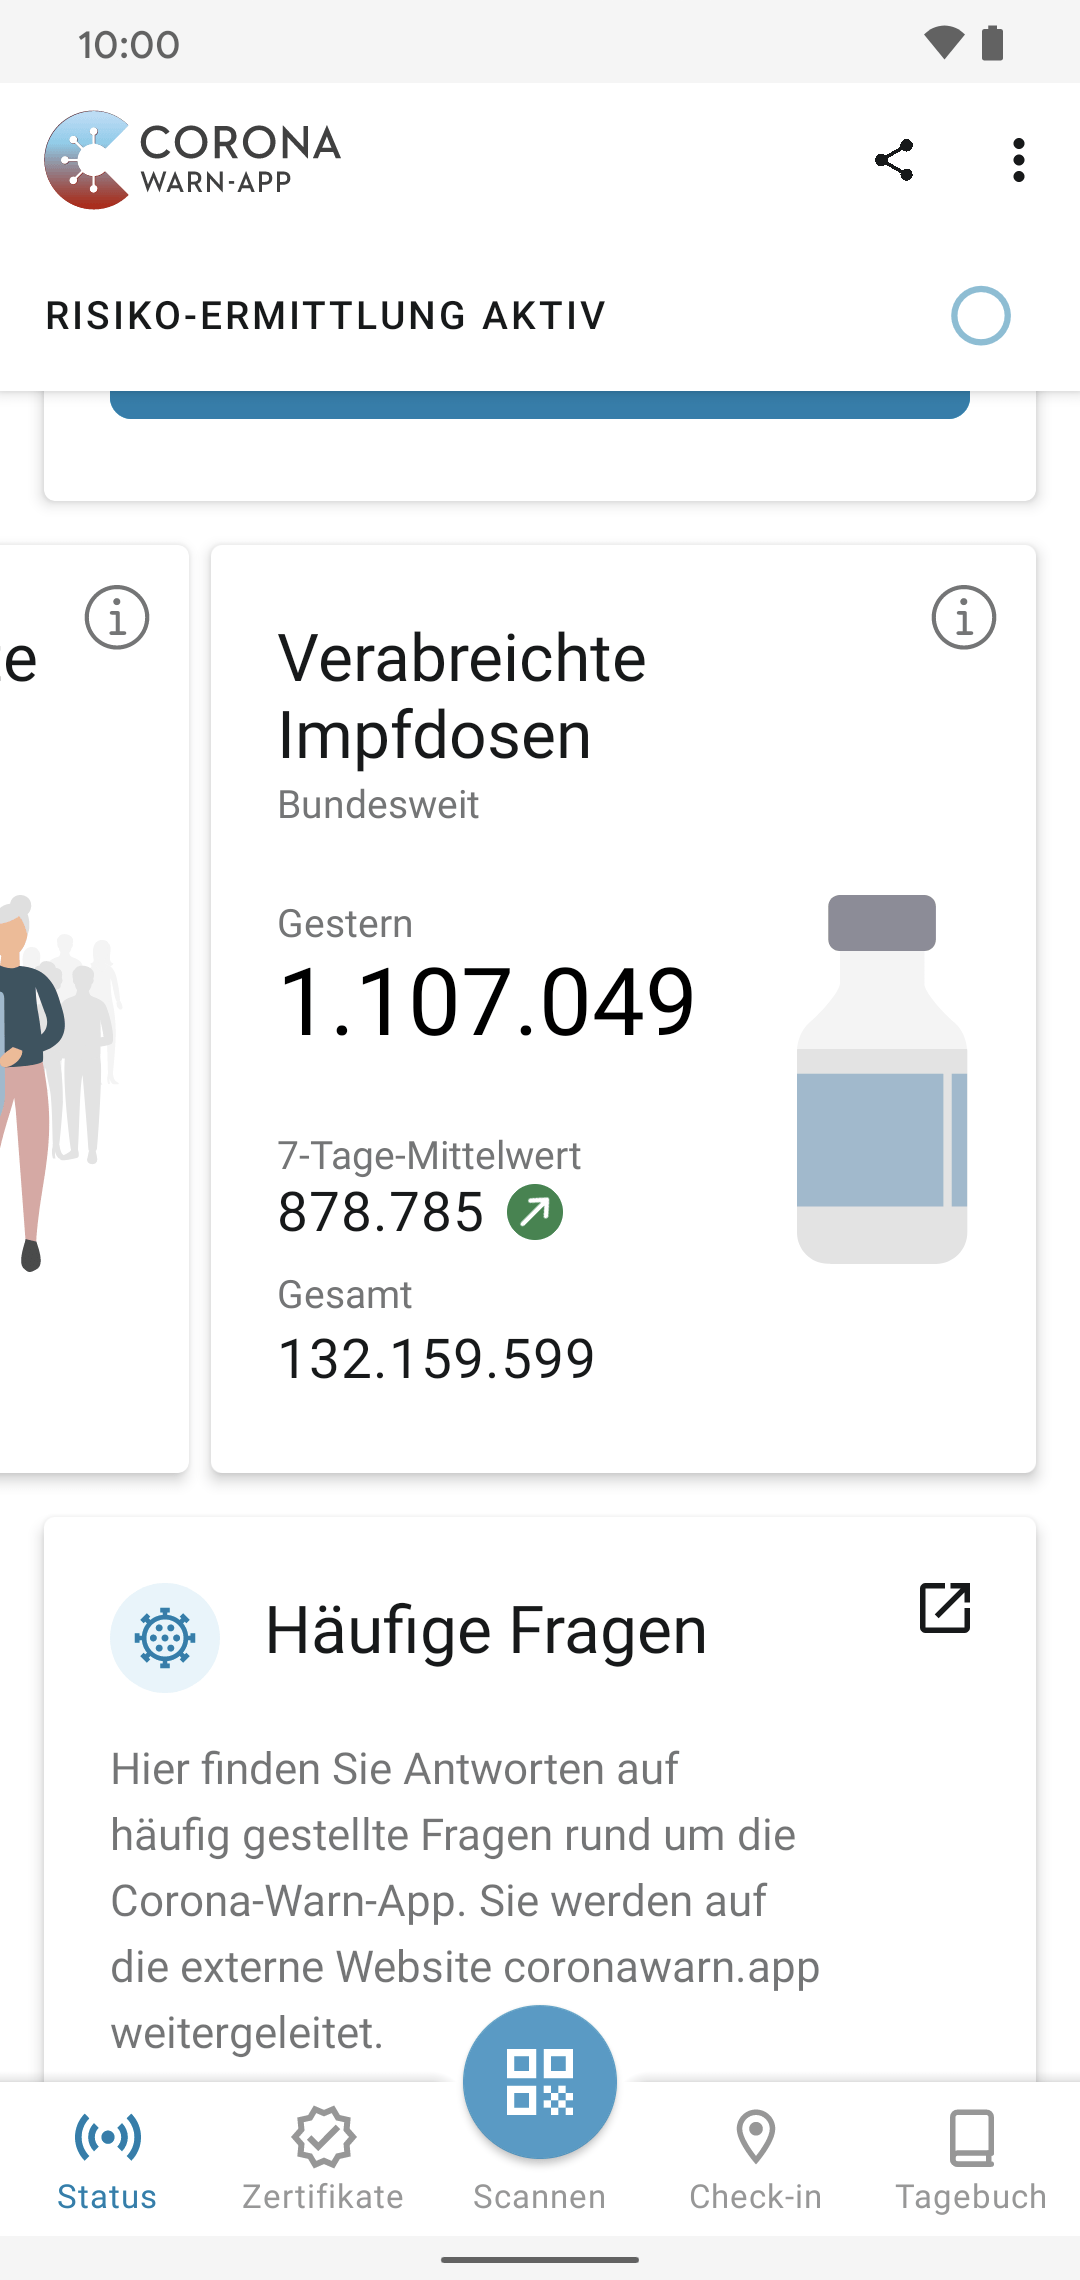 10:00
CORONA
WARN-APP
RISIKO-ERMITTLUNG AKTIV
Verabreichte
Impfdosen
Bundesweit
Gestern
1.107.049
7-Tage-Mittelwert
878.785
Gesamt
132.159.599
Häufige Fragen
Hier finden Sie Antworten auf
häufig gestellte Fragen rund um die
Corona-Warn-App. Sie werden auf
die externe Website coronawarn.app
weitergeleitet.
Status
Zertifikate
Scannen
Check-in
Tagebuch